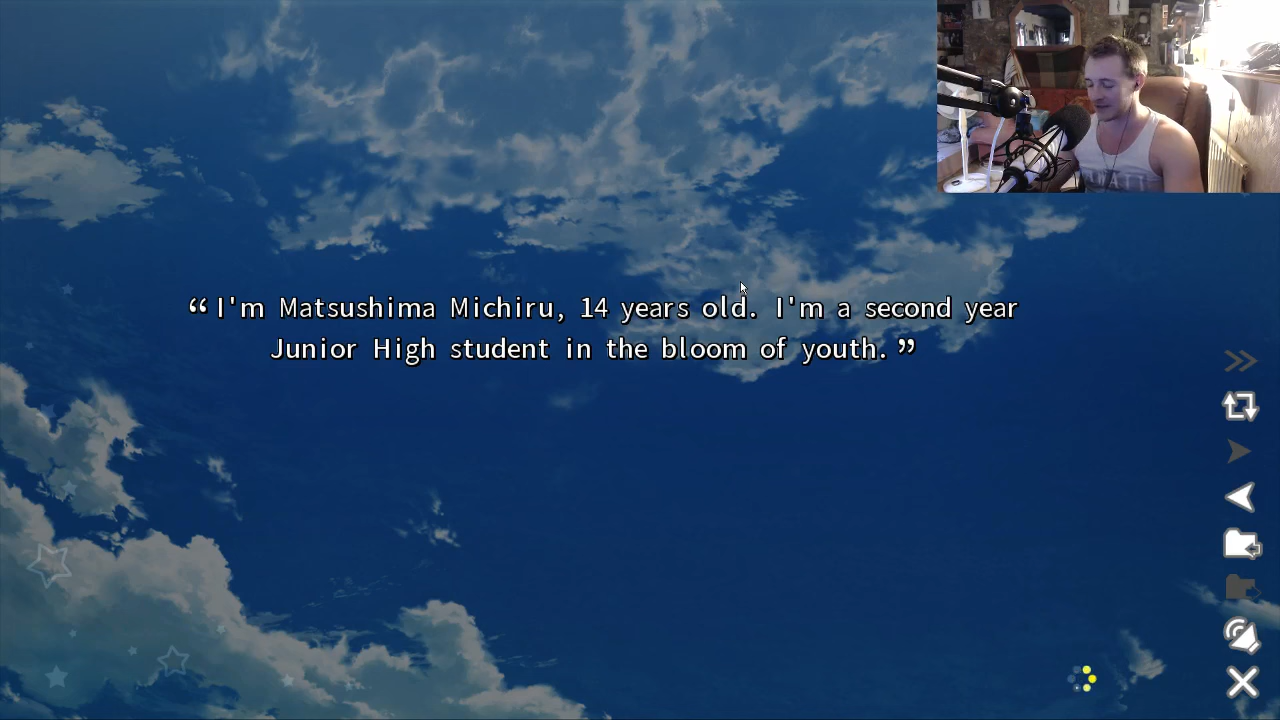 “I'm Matsushima Michiru, 14 years old. I'm a second year
Junior High student in the bloom of youth.”